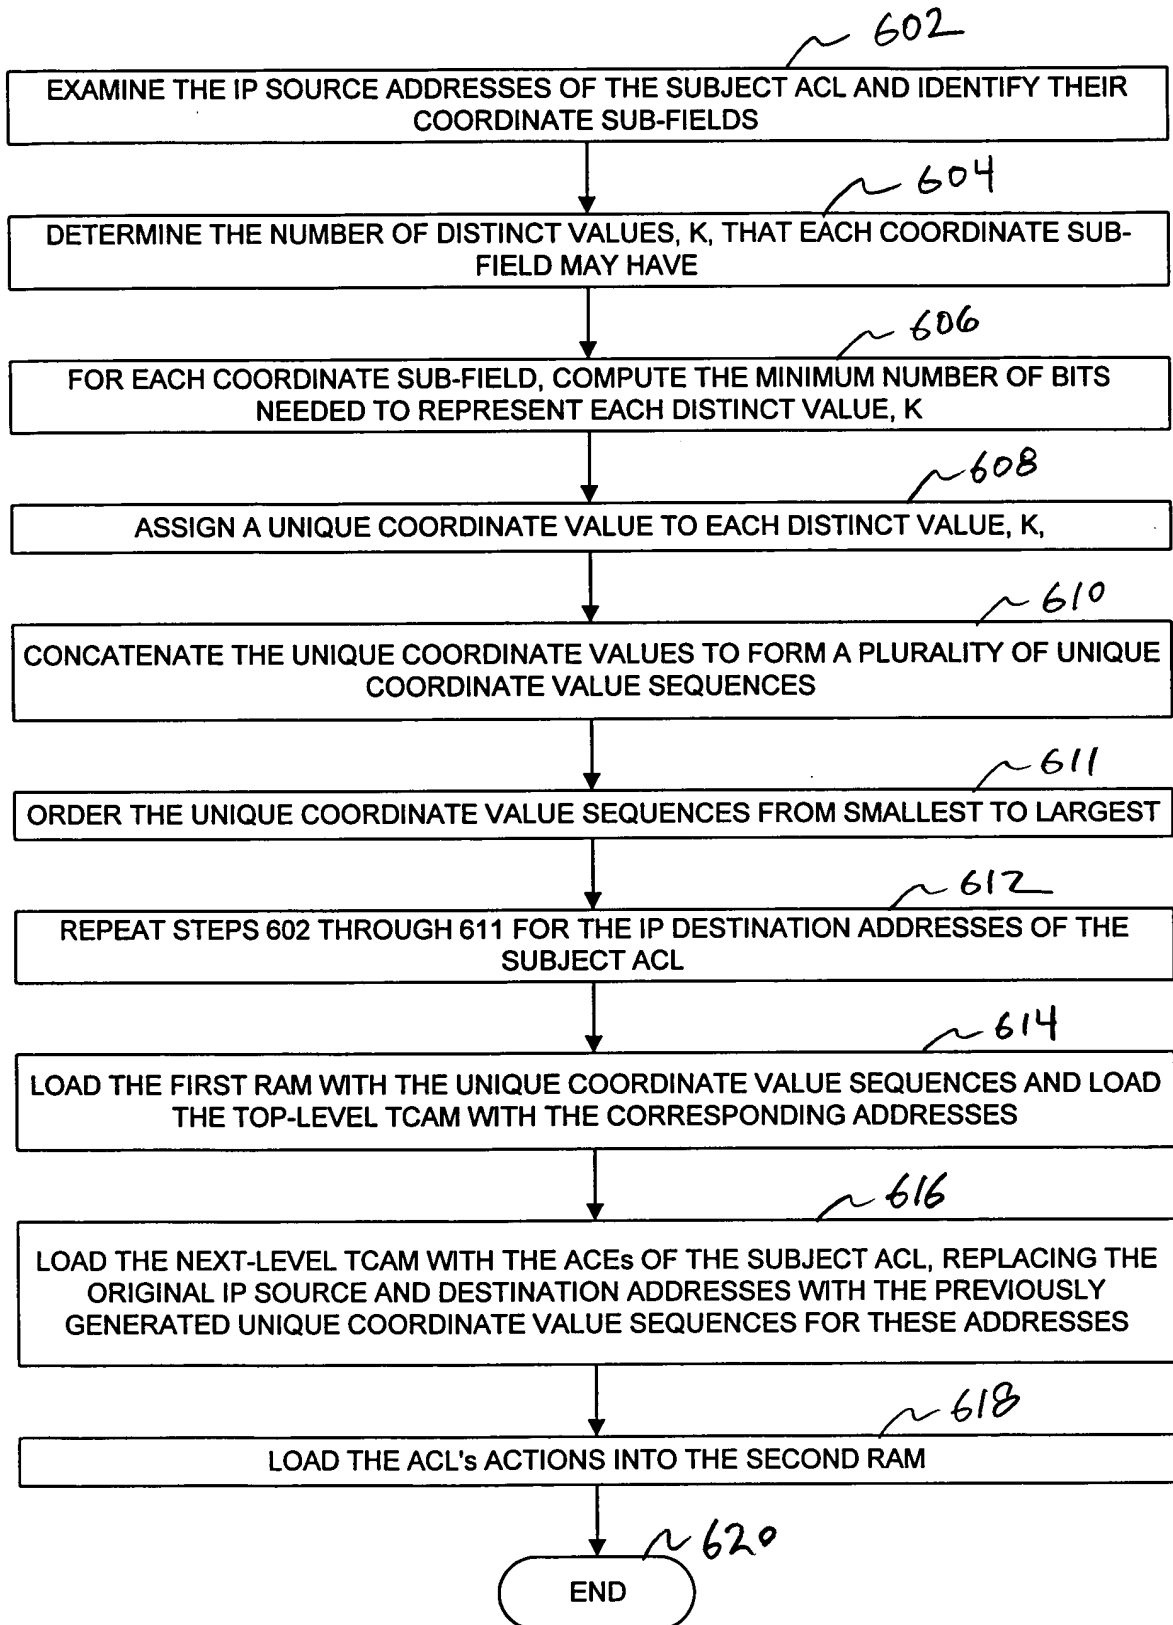 602
EXAMINE THE IP SOURCE ADDRESSES OF THE SUBJECT ACL AND IDENTIFY THEIR
COORDINATE SUB-FIELDS
604
DETERMINE THE NUMBER OF DISTINCT VALUES, K, THAT EACH COORDINATE SUB-
FIELD MAY HAVE
606
FOR EACH COORDINATE SUB-FIELD, COMPUTE THE MINIMUM NUMBER OF BITS
NEEDED TO REPRESENT EACH DISTINCT VALUE, K
608
ASSIGN A UNIQUE COORDINATE VALUE TO EACH DISTINCT VALUE, K,
610
CONCATENATE THE UNIQUE COORDINATE VALUES TO FORM A PLURALITY OF UNIQUE
COORDINATE VALUE SEQUENCES
611
ORDER THE UNIQUE COORDINATE VALUE SEQUENCES FROM SMALLEST TO LARGEST
612
REPEAT STEPS 602 THROUGH 611 FOR THE IP DESTINATION ADDRESSES OF THE
SUBJECT ACL
614
LOAD THE FIRST RAM WITH THE UNIQUE COORDINATE VALUE SEQUENCES AND LOAD
THE TOP-LEVEL TCAM WITH THE CORRESPONDING ADDRESSES
616
LOAD THE NEXT-LEVEL TCAM WITH THE ACEs OF THE SUBJECT ACL, REPLACING THE
ORIGINAL IP SOURCE AND DESTINATION ADDRESSES WITH THE PREVIOUSLY
GENERATED UNIQUE COORDINATE VALUE SEQUENCES FOR THESE ADDRESSES
618
LOAD THE ACL's ACTIONS INTO THE SECOND RAM
620
END